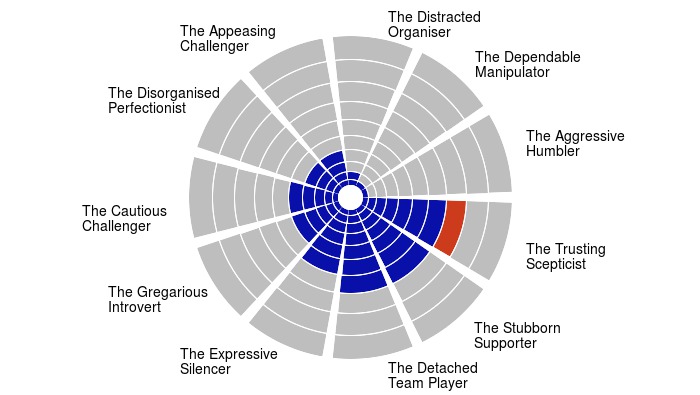 The Distracted
Organiser
The Dependable
Manipulator
The Aggressive
Humbler
The Trusting
Scepticist
The Stubborn
Supporter
The Detached
Team Player
The Expressive
Silencer
The Gregarious
Introvert
The Cautious
Challenger
The Disorganised
Perfectionist
The Appeasing
Challenger